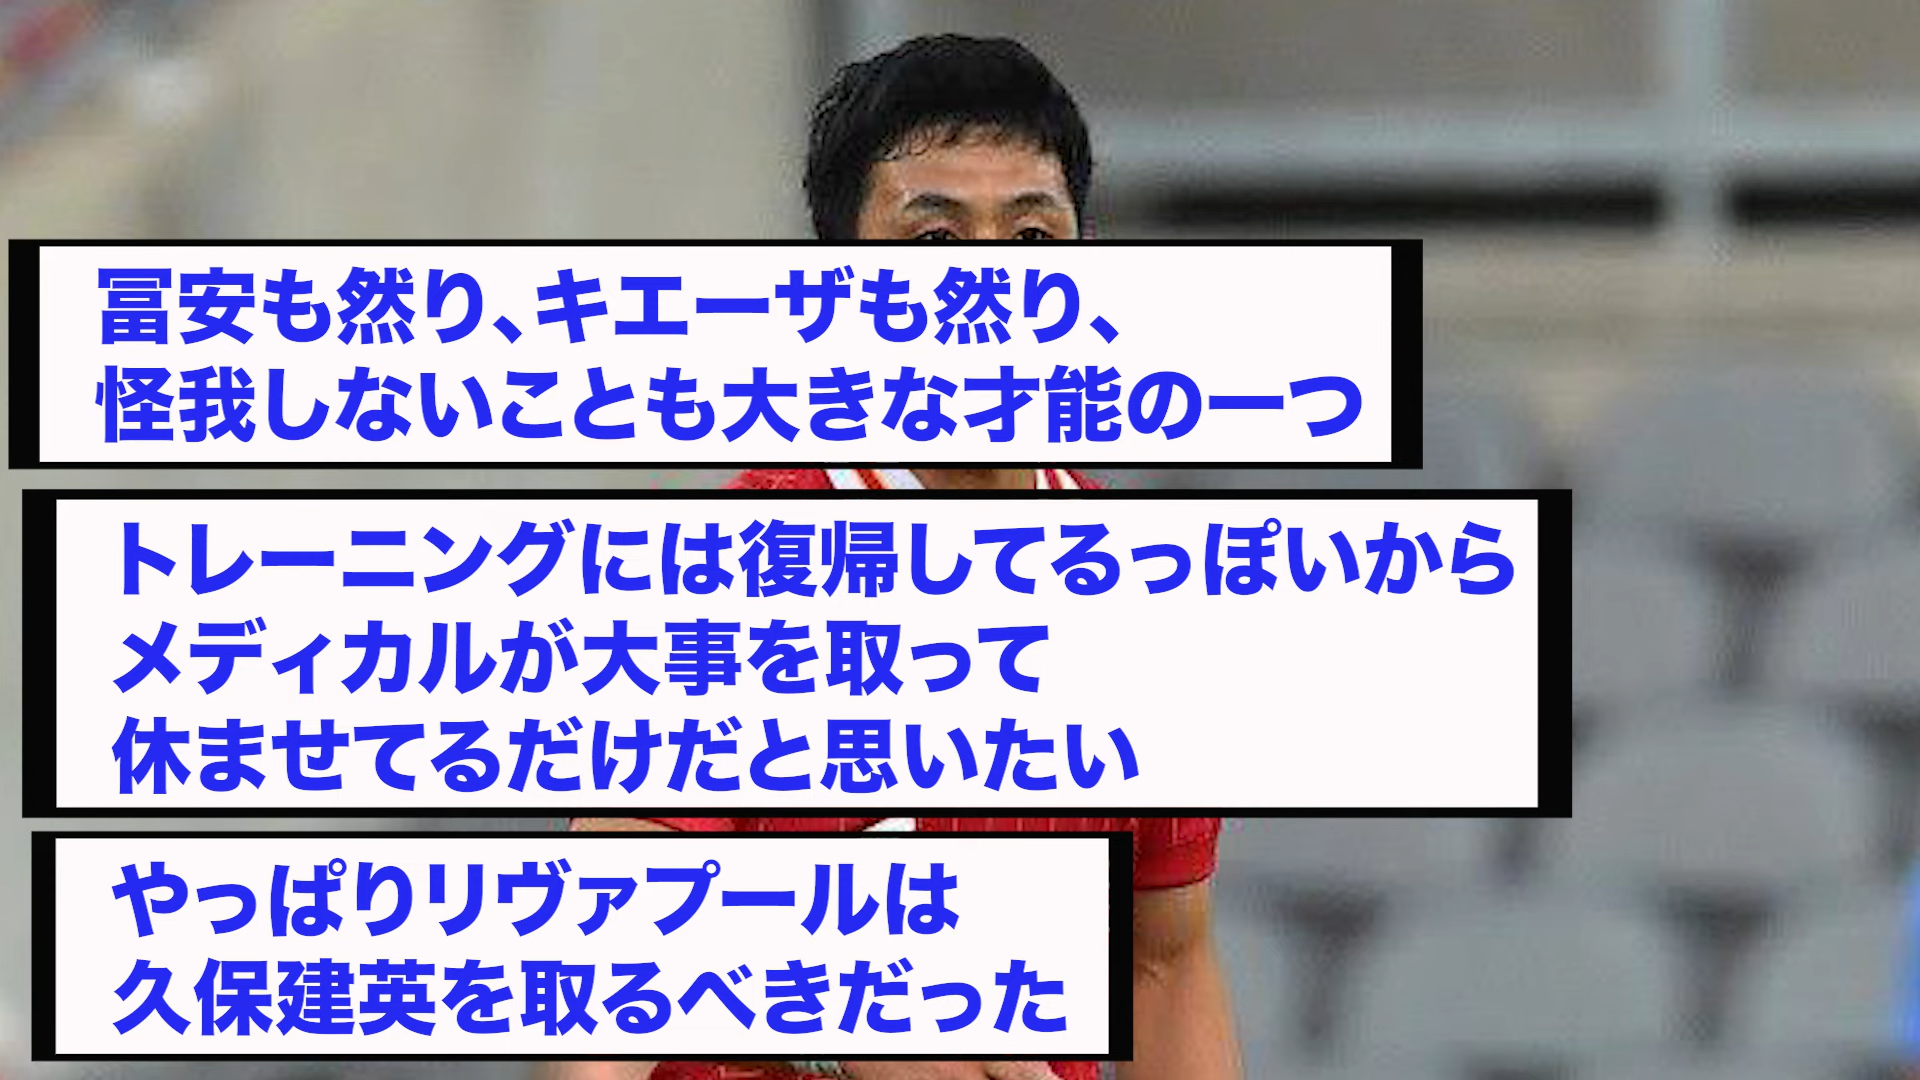 冨安も然り、キエーザも然り、
怪我しないことも大きな才能の一つ
トレーニングには復帰してるっぽいから
メディカルが大事を取って
休ませてるだけだと思いたい
やっぱりリヴァプールは
久保建英を取るべきだった